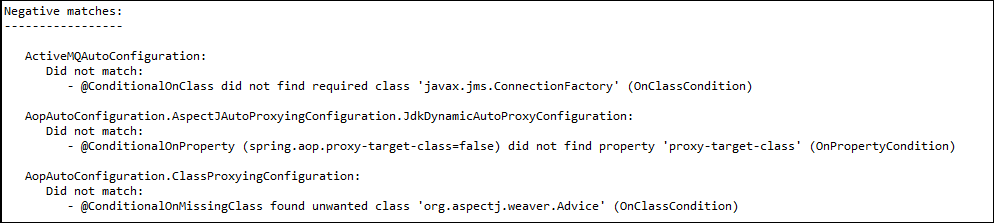 Negative matches:
-----------------
ActiveMQAutoConfiguration:
Did not match:
- @ConditionalOnClass did not find required class 'javax.jms.ConnectionFactory' (OnClassCondition)
AopAutoConfiguration.AspectJAutoProxyingConfiguration.JdkDynamicAutoProxyConfiguration:
Did not match:
- @ConditionalOnProperty (spring.aop.proxy-target-class=false) did not find property 'proxy-target-class' (OnPropertyCondition)
AopAutoConfiguration.ClassProxyingConfiguration:
Did not match:
- @ConditionalOnMissingClass found unwanted class 'org.aspectj.weaver.Advice' (OnClassCondition)